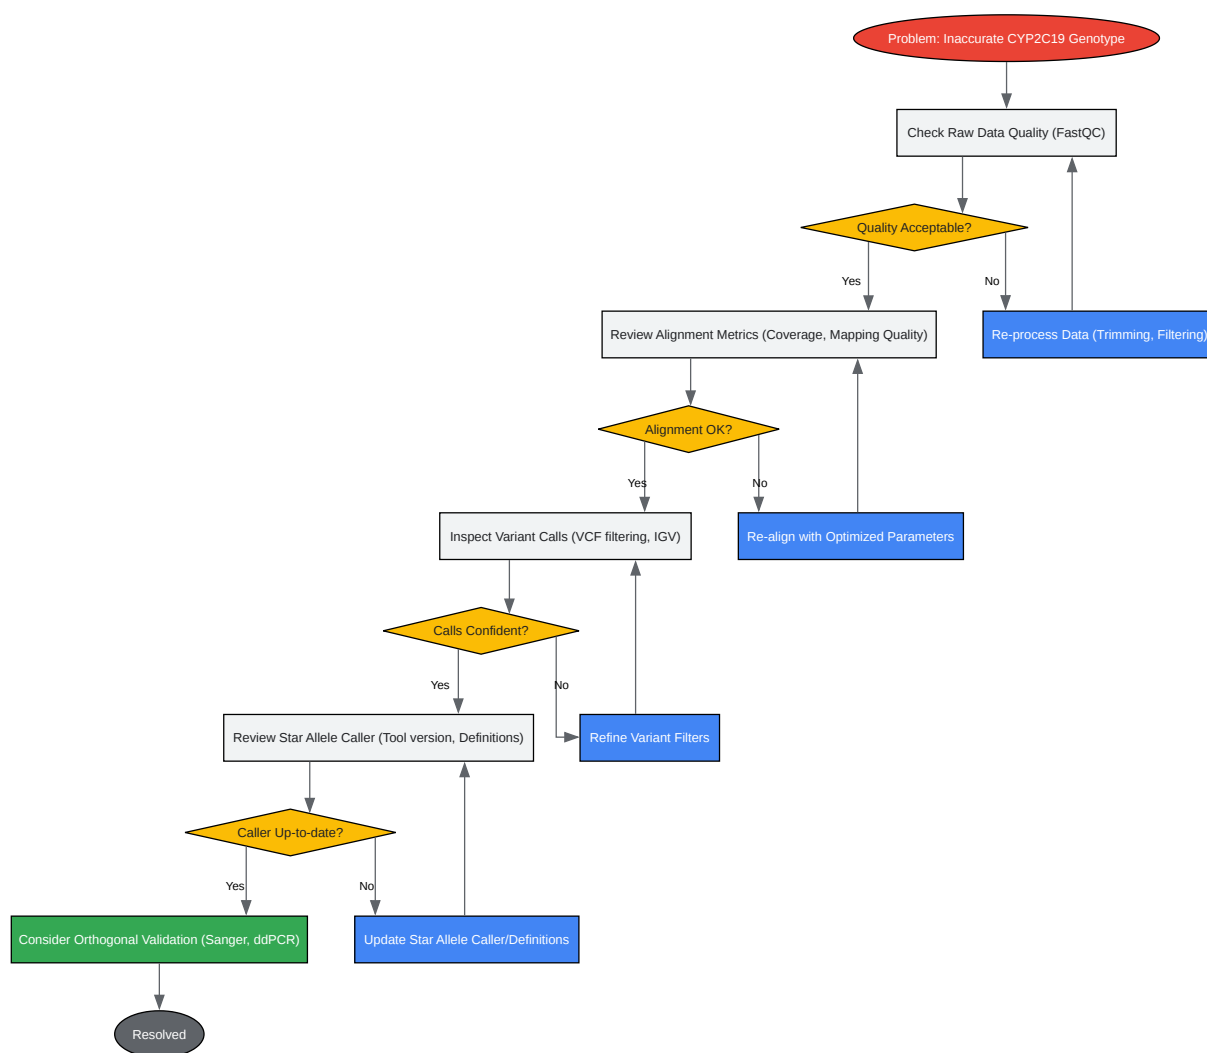 Problem: Inaccurate CYP2C19 Genotype
Check Raw Data Quality (FastQC)
Quality Acceptable?
Yes
No
Review Alignment Metrics (Coverage, Mapping Quality)
Re-process Data (Trimming, Filtering)
Alignment OK?
Yes
No
Inspect Variant Calls (VCF filtering, IGV)
Re-align with Optimized Parameters
Calls Confident?
Yes
No
Review Star Allele Caller (Tool version, Definitions)
Refine Variant Filters
Caller Up-to-date?
Yes
No
Consider Orthogonal Validation (Sanger, ddPCR)
Update Star Allele Caller/Definitions
Resolved